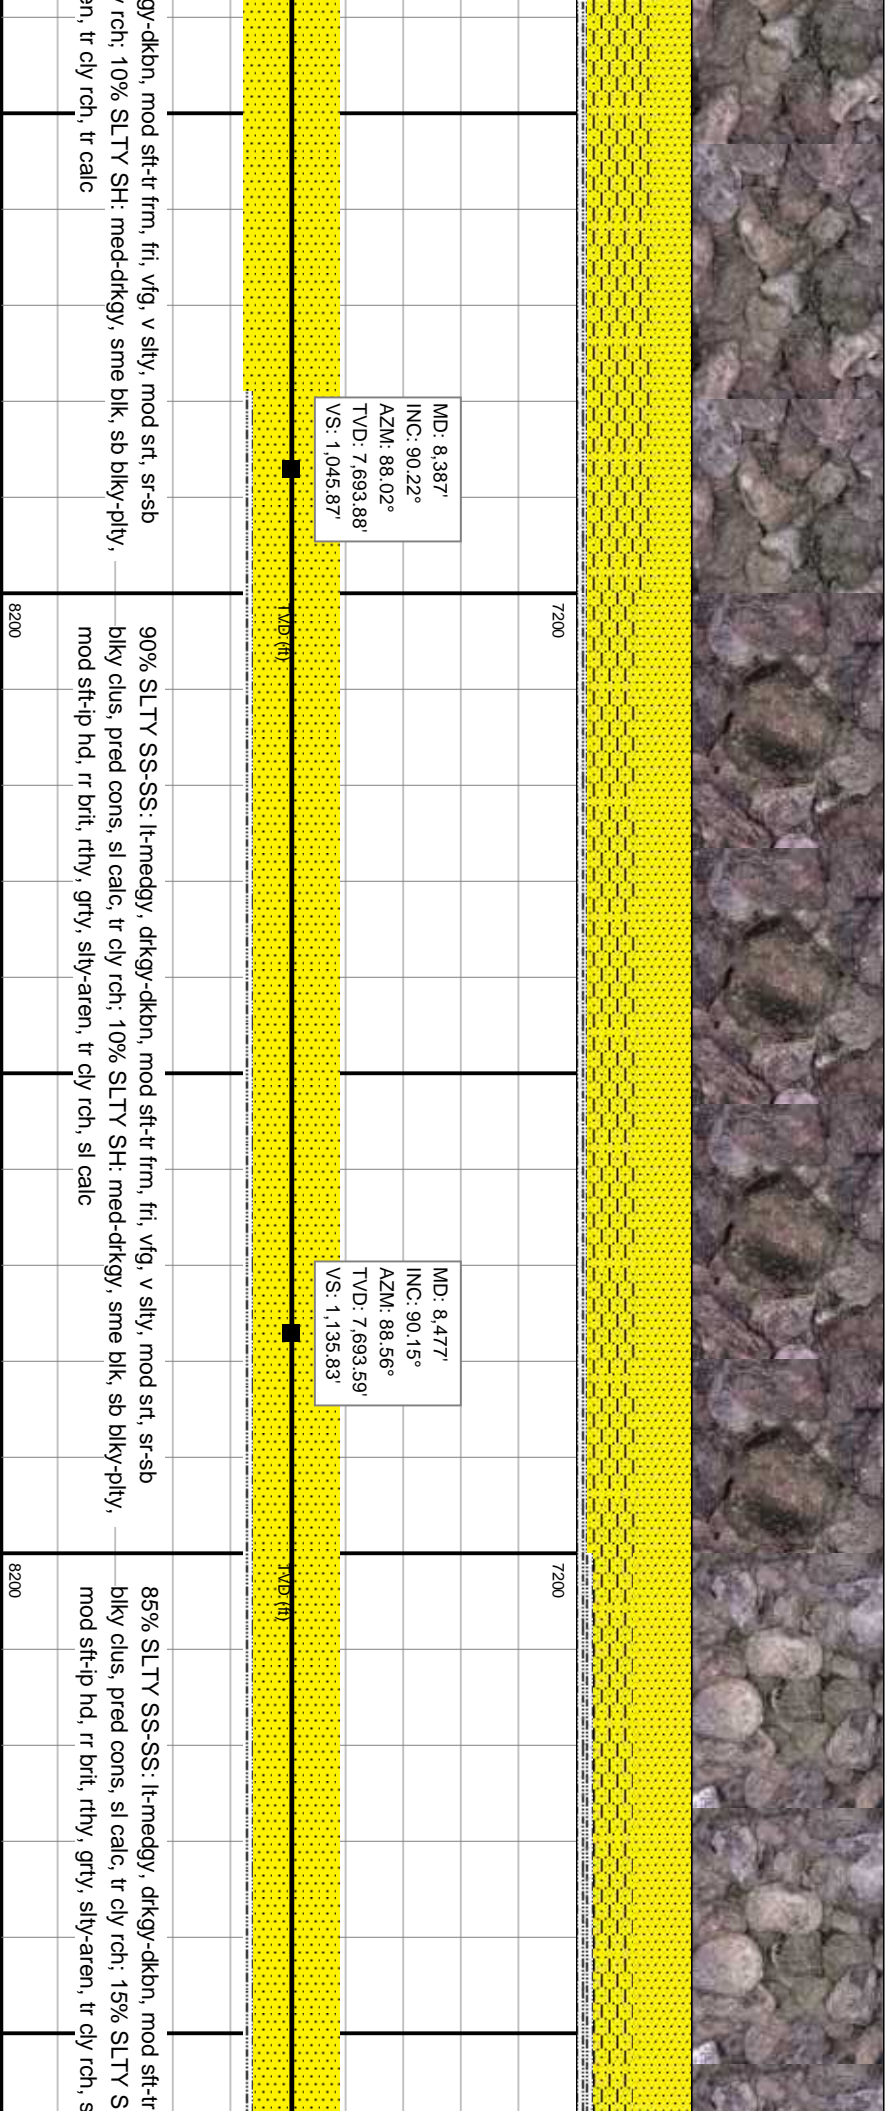 gy-dkbn, mod sft-tr frm, fri, vfg, v slty, mod srt, sr-sb
rch; 10% SLTY SH: med-drkgy, sme blk, sb blky-plty,
en, tr cly rch, tr calc
MD: 8,387'
INC: 90.22°
AZM: 88.02°
TVD: 7,693.88'
VS: 1,045.87'
7200
TVD (ft)
8200
90% SLTY SS-SS: lt-medgy, drkgy-dkbn, mod sft-tr frm, fri, vfg, v slty, mod srt, sr-sb
blky clus, pred cons, sl calc, tr cly rch; 10% SLTY SH: med-drkgy, sme blk, sb blky-plty,
mod sft-ip hd, rr brit, rthy, grty, slty-aren, tr cly rch, sl calc
MD: 8,477'
INC: 90.15°
AZM: 88.56°
TVD: 7,693.59'
VS: 1,135.83'
7200
TVD (ft)
8200
85% SLTY SS-SS: lt-medgy, drkgy-dkbn, mod sft-tr
blky clus, pred cons, sl calc, tr cly rch; 15% SLTY S
mod sft-ip hd, rr brit, rthy, grty, slty-aren, tr cly rch, s